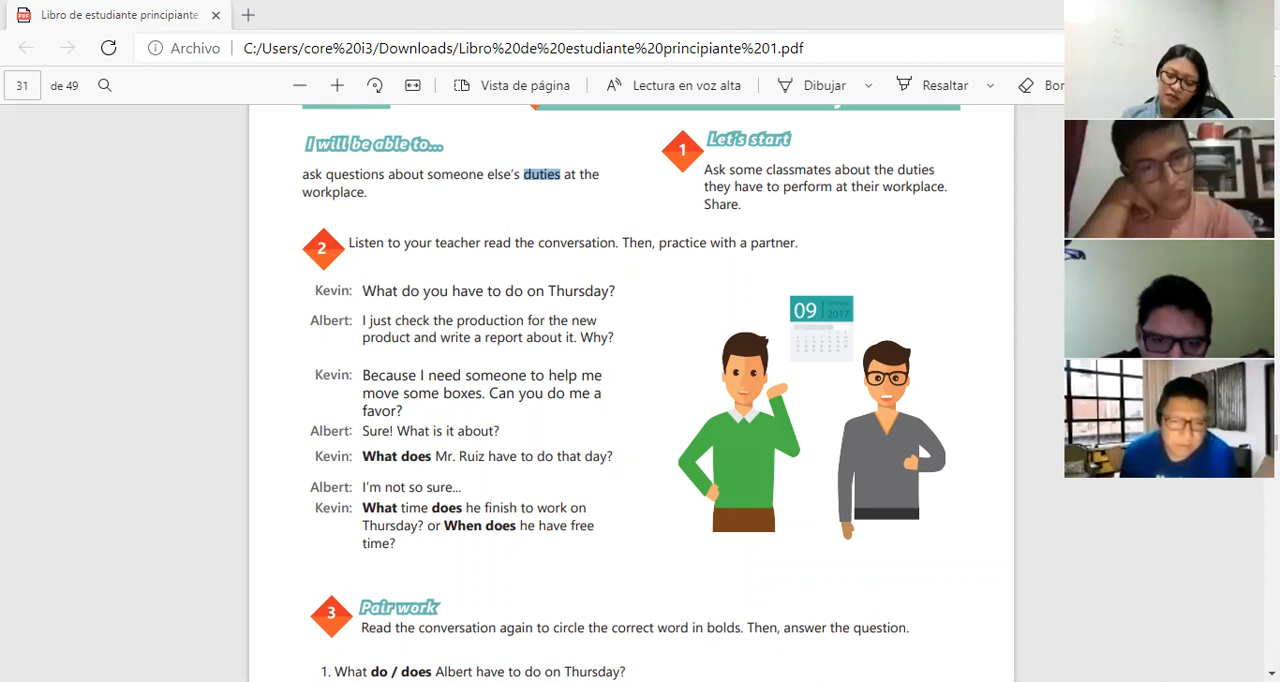 Libro de estudiante principiante
Archivo
C:/Users/core%20i3/Downloads/Libro%20de%20estudiante%20principiante%201.pdf
31 de 49
Vista de página
Lectura en voz alta
Dibujar
Resaltar
Bor
I will be able to...
ask questions about someone else's duties at the
workplace.
1
Let's start
Ask some classmates about the duties
they have to perform at their workplace.
Share.
2
Listen to your teacher read the conversation. Then, practice with a partner.
Kevin: What do you have to do on Thursday?
Albert: I just check the production for the new
product and write a report about it. Why?
Kevin: Because I need someone to help me
move some boxes. Can you do me a
favor?
Albert: Sure! What is it about?
Kevin: What does Mr. Ruiz have to do that day?
Albert: I'm not so sure...
Kevin: What time does he finish to work on
Thursday? or When does he have free
time?
09
2017
3
Pair work
Read the conversation again to circle the correct word in bolds. Then, answer the question.
1. What do / does Albert have to do on Thursday?